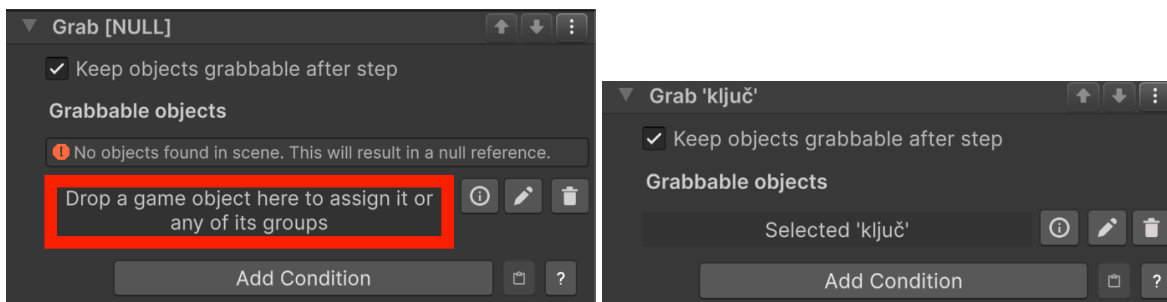 Grab [NULL]
Keep objects grabbable after step
Grabbable objects
No objects found in scene. This will result in a null reference.
Drop a game object here to assign it or
any of its groups
Add Condition
?
Grab 'ključ'
Keep objects grabbable after step
Grabbable objects
Selected 'ključ'
Add Condition
?